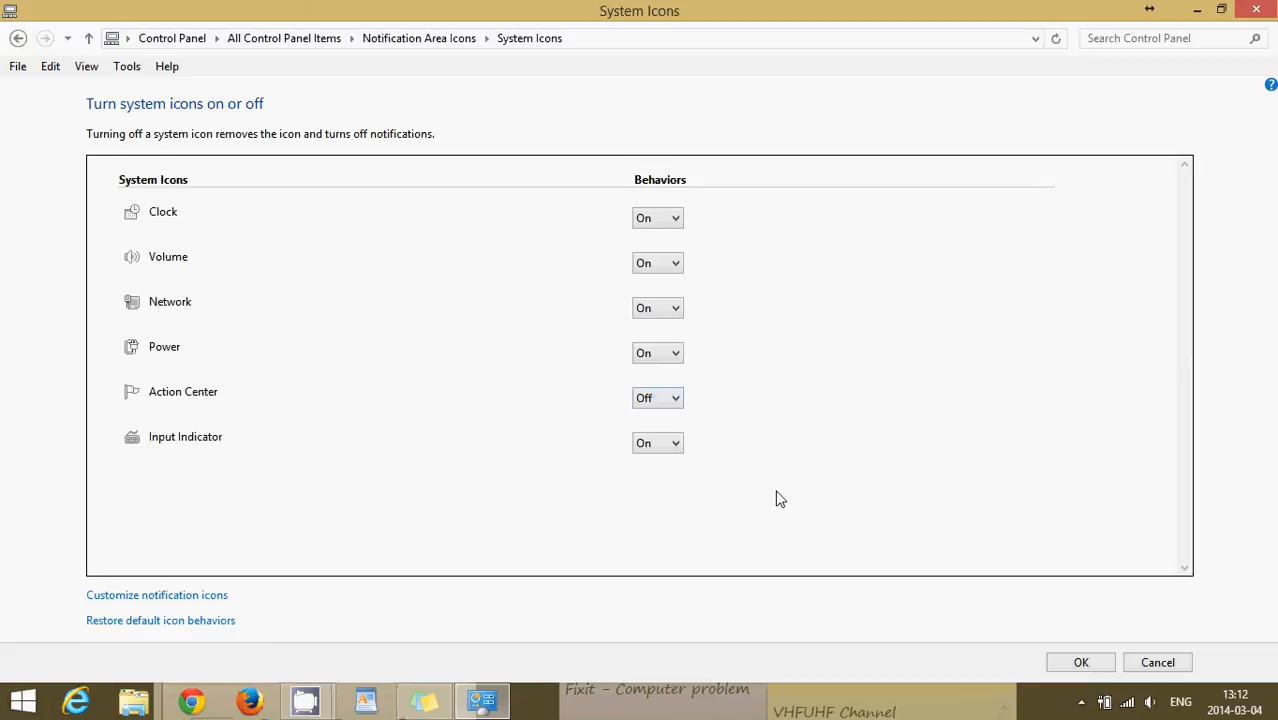 System Icons
Control Panel All Control Panel Items Notification Area Icons System Icons
Search Control Panel
File Edit View Tools Help
Turn system icons on or off
Turning off a system icon removes the icon and turns off notifications.
System Icons Behaviors
Clock On
Volume On
Network On
Power On
Action Center Off
Input Indicator On
Customize notification icons
Restore default icon behaviors
OK Cancel
Fixit - Computer problem
VHFUHF Channel
ENG
13:12
2014-03-04